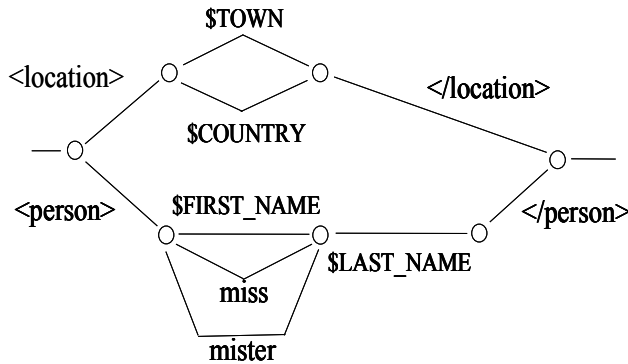 $TOWN
<location>
</location>
$COUNTRY
<person>
$FIRST_NAME
</person>
$LAST_NAME
miss
mister